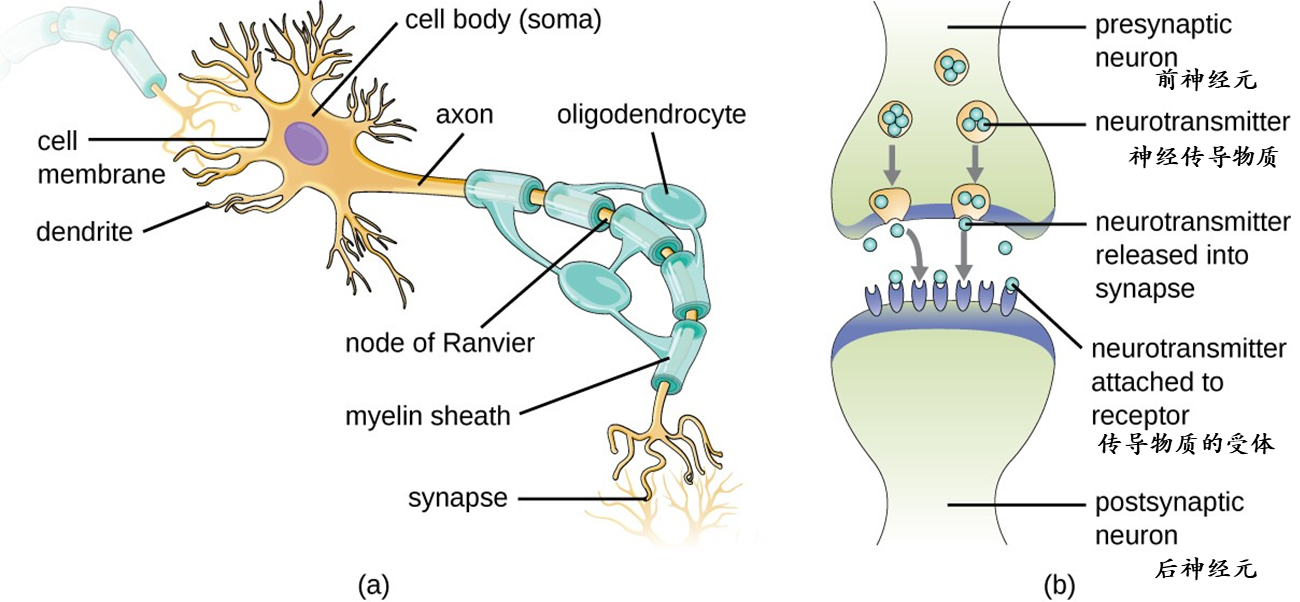 cell body (soma)
axon
oligodendrocyte
cell
membrane
dendrite
node of Ranvier
myelin sheath
synapse
(a)
presynaptic
neuron
前神经元
neurotransmitter
神经传导物质
neurotransmitter
released into
synapse
neurotransmitter
attached to
receptor
传导物质的受体
postsynaptic
neuron
后神经元
(b)